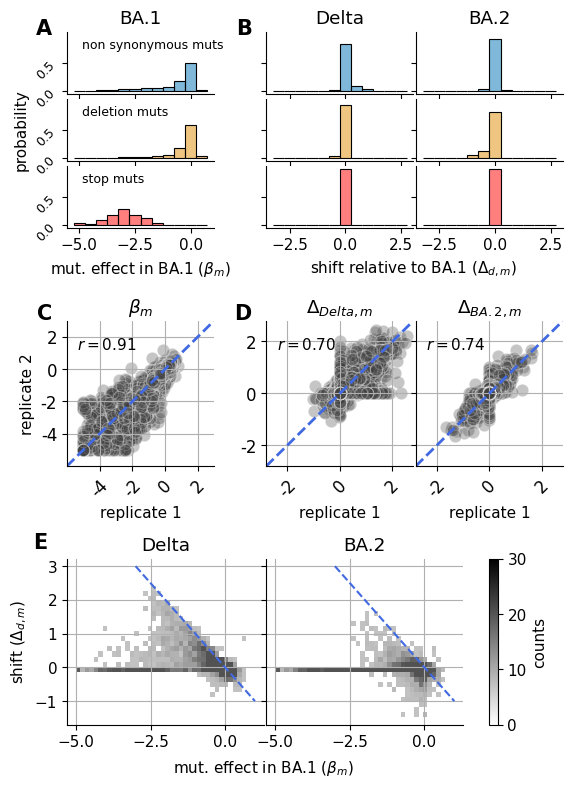 A
BA.1
B
Delta
BA.2
non synonymous muts
deletion muts
stop muts
probability
0.5
0.0
0.5
0.0
0.5
0.0
−5.0
−2.5
0.0
−2.5
0.0
2.5
−2.5
0.0
2.5
mut. effect in BA.1 (βm)
shift relative to BA.1 (Δd,m)
C
βm
D
ΔDelta,m
ΔBA.2,m
r = 0.91
r = 0.70
r = 0.74
replicate 2
2
0
-2
-4
2
0
-2
-4
-2
0
2
-2
0
2
-2
0
2
replicate 1
replicate 1
replicate 1
E
Delta
BA.2
shift (Δd,m)
3
2
1
0
−1
−5.0
−2.5
0.0
−5.0
−2.5
0.0
mut. effect in BA.1 (βm)
30
20
10
0
counts